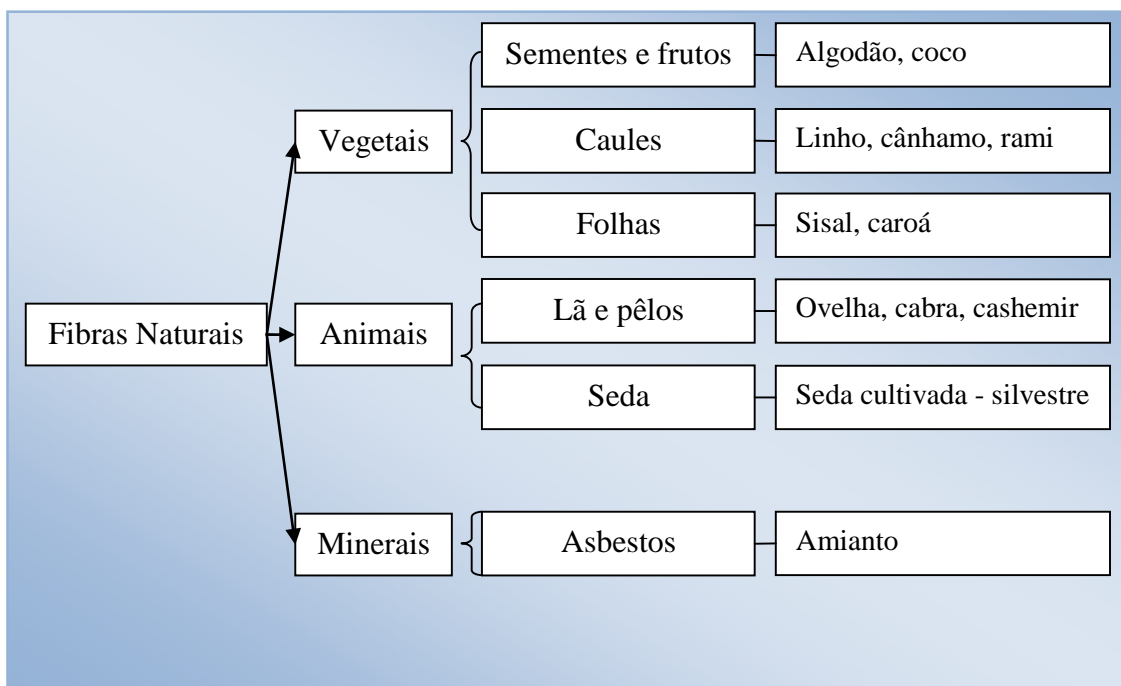 Fibras Naturais
Vegetais
Sementes e frutos
Algodão, coco
Caules
Linho, cânhamo, rami
Folhas
Sisal, caroá
Animais
Lã e pêlos
Ovelha, cabra, cashemir
Seda
Seda cultivada - silvestre
Minerais
Asbestos
Amianto